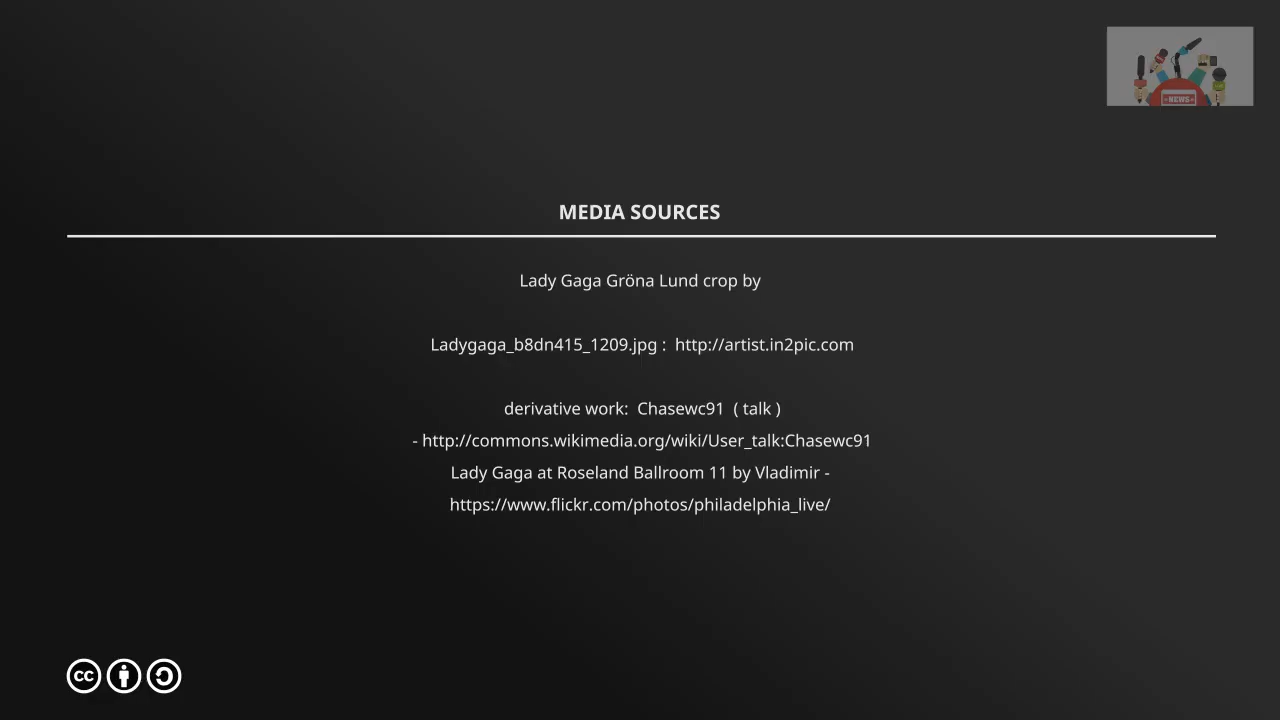 NEWS
MEDIA SOURCES
Lady Gaga Gröna Lund crop by
Ladygaga_b8dn415_1209.jpg :  http://artist.in2pic.com
derivative work:  Chasewc91  ( talk )
- http://commons.wikimedia.org/wiki/User_talk:Chasewc91
Lady Gaga at Roseland Ballroom 11 by Vladimir -
https://www.flickr.com/photos/philadelphia_live/
cc